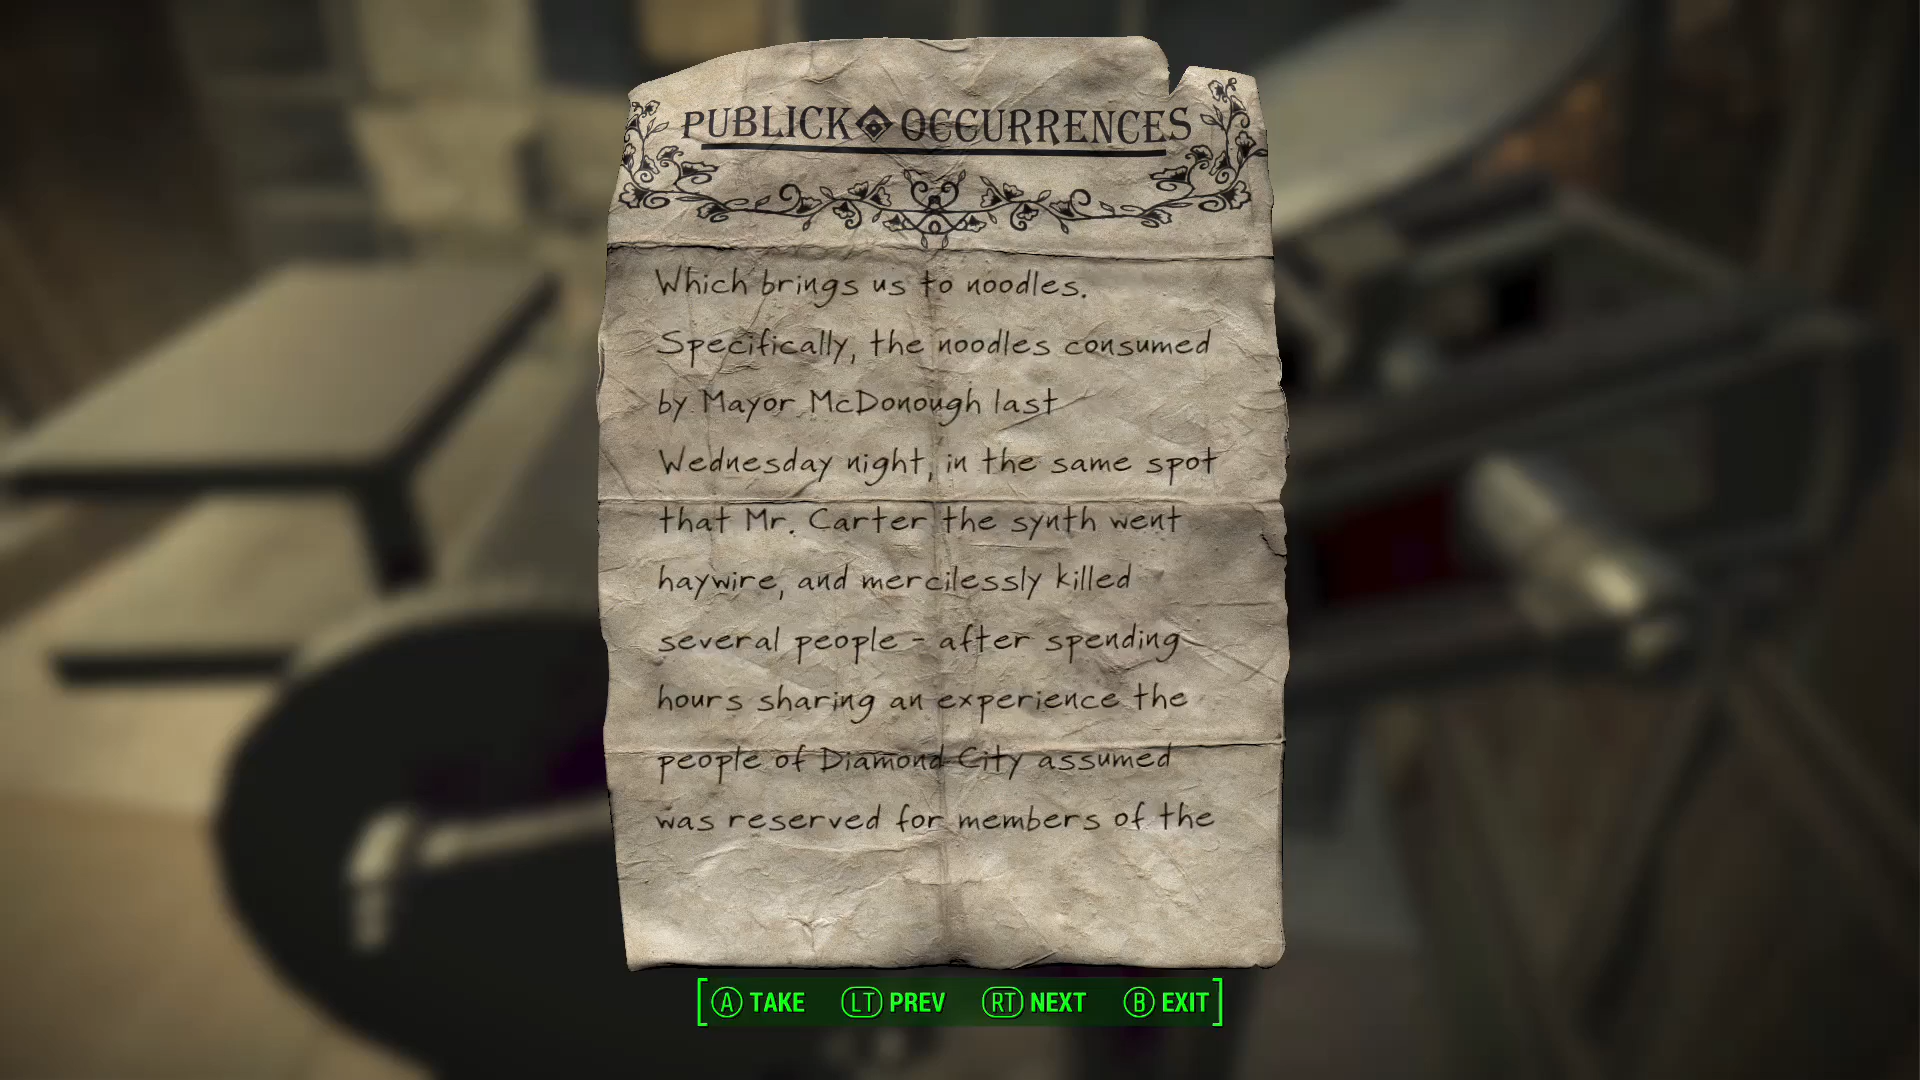 PUBLICK OCCURRENCES
Which brings us to noodles.
Specifically, the noodles consumed
by Mayor McDonough last
Wednesday night, in the same spot
that Mr. Carter the synth went
haywire, and mercilessly killed
several people - after spending
hours sharing an experience the
people of Diamond City assumed
was reserved for members of the
[A TAKE LT PREV RT NEXT B EXIT]